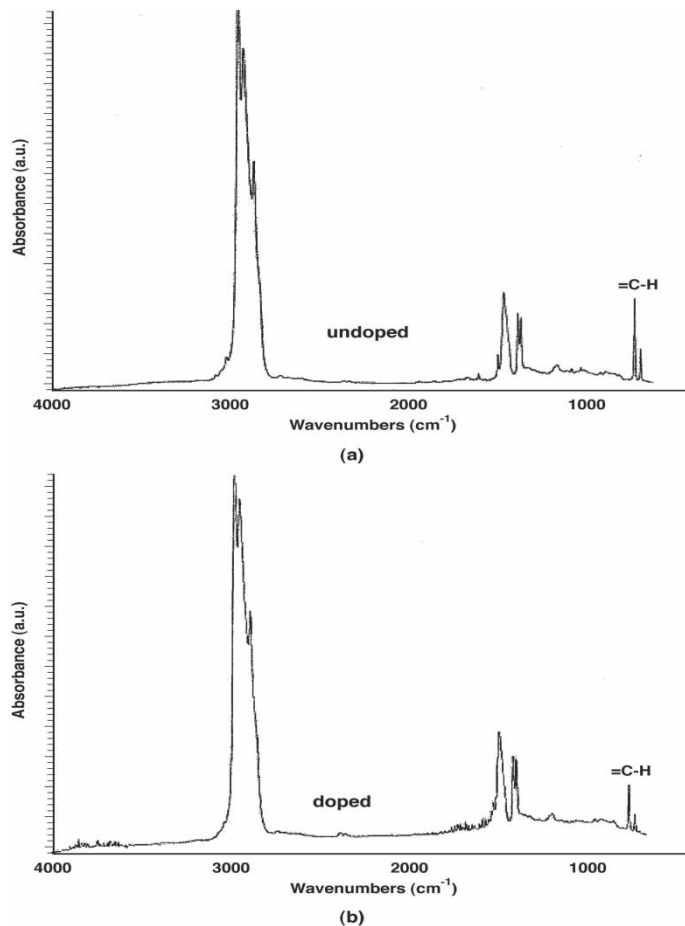 Absorbance (a.u.)
=C-H
undoped
4000 3000 2000 1000
Wavenumbers (cm⁻¹)
(a)
Absorbance (a.u.)
=C-H
doped
4000 3000 2000 1000
Wavenumbers (cm⁻¹)
(b)